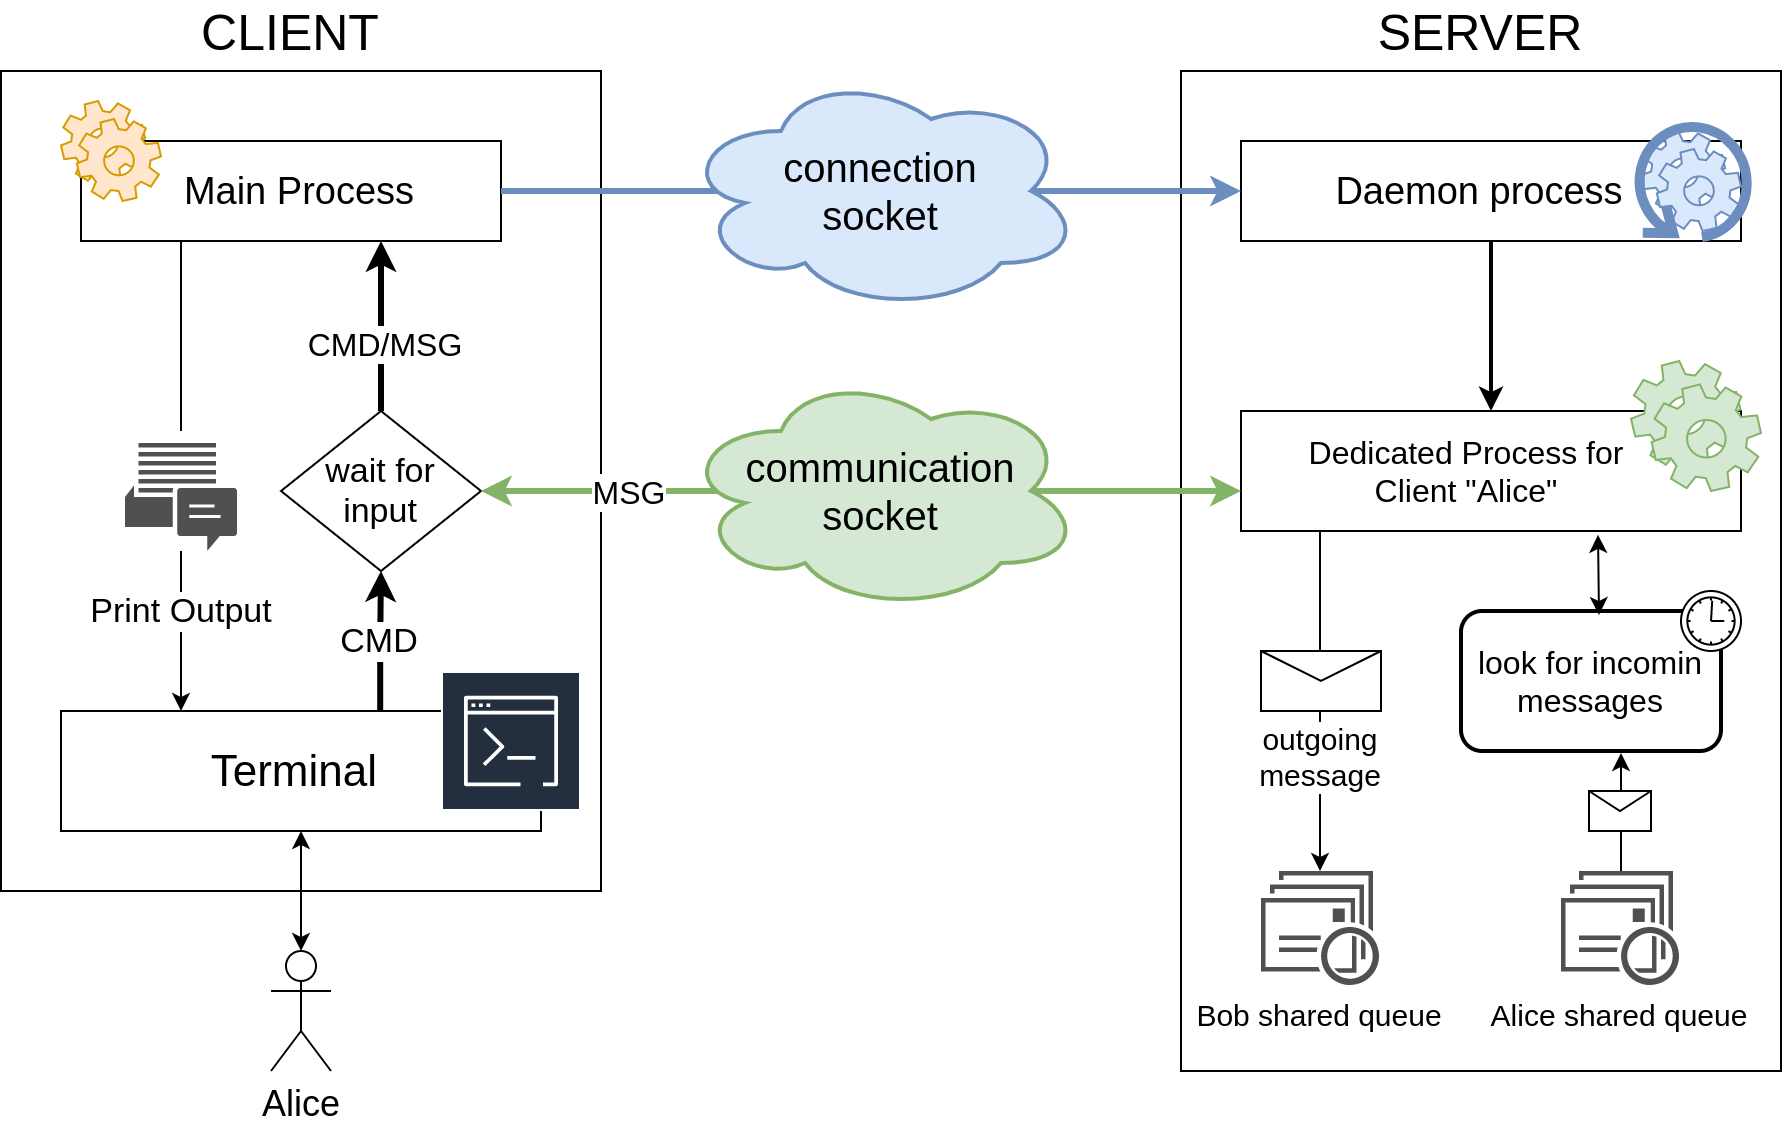 CLIENT
SERVER
Main Process
connection
socket
Daemon process
CMD/MSG
wait for
input
MSG
communication
socket
Dedicated Process for
Client "Alice"
Print Output
CMD
look for incomin
messages
Terminal
outgoing
message
Bob shared queue
Alice shared queue
Alice